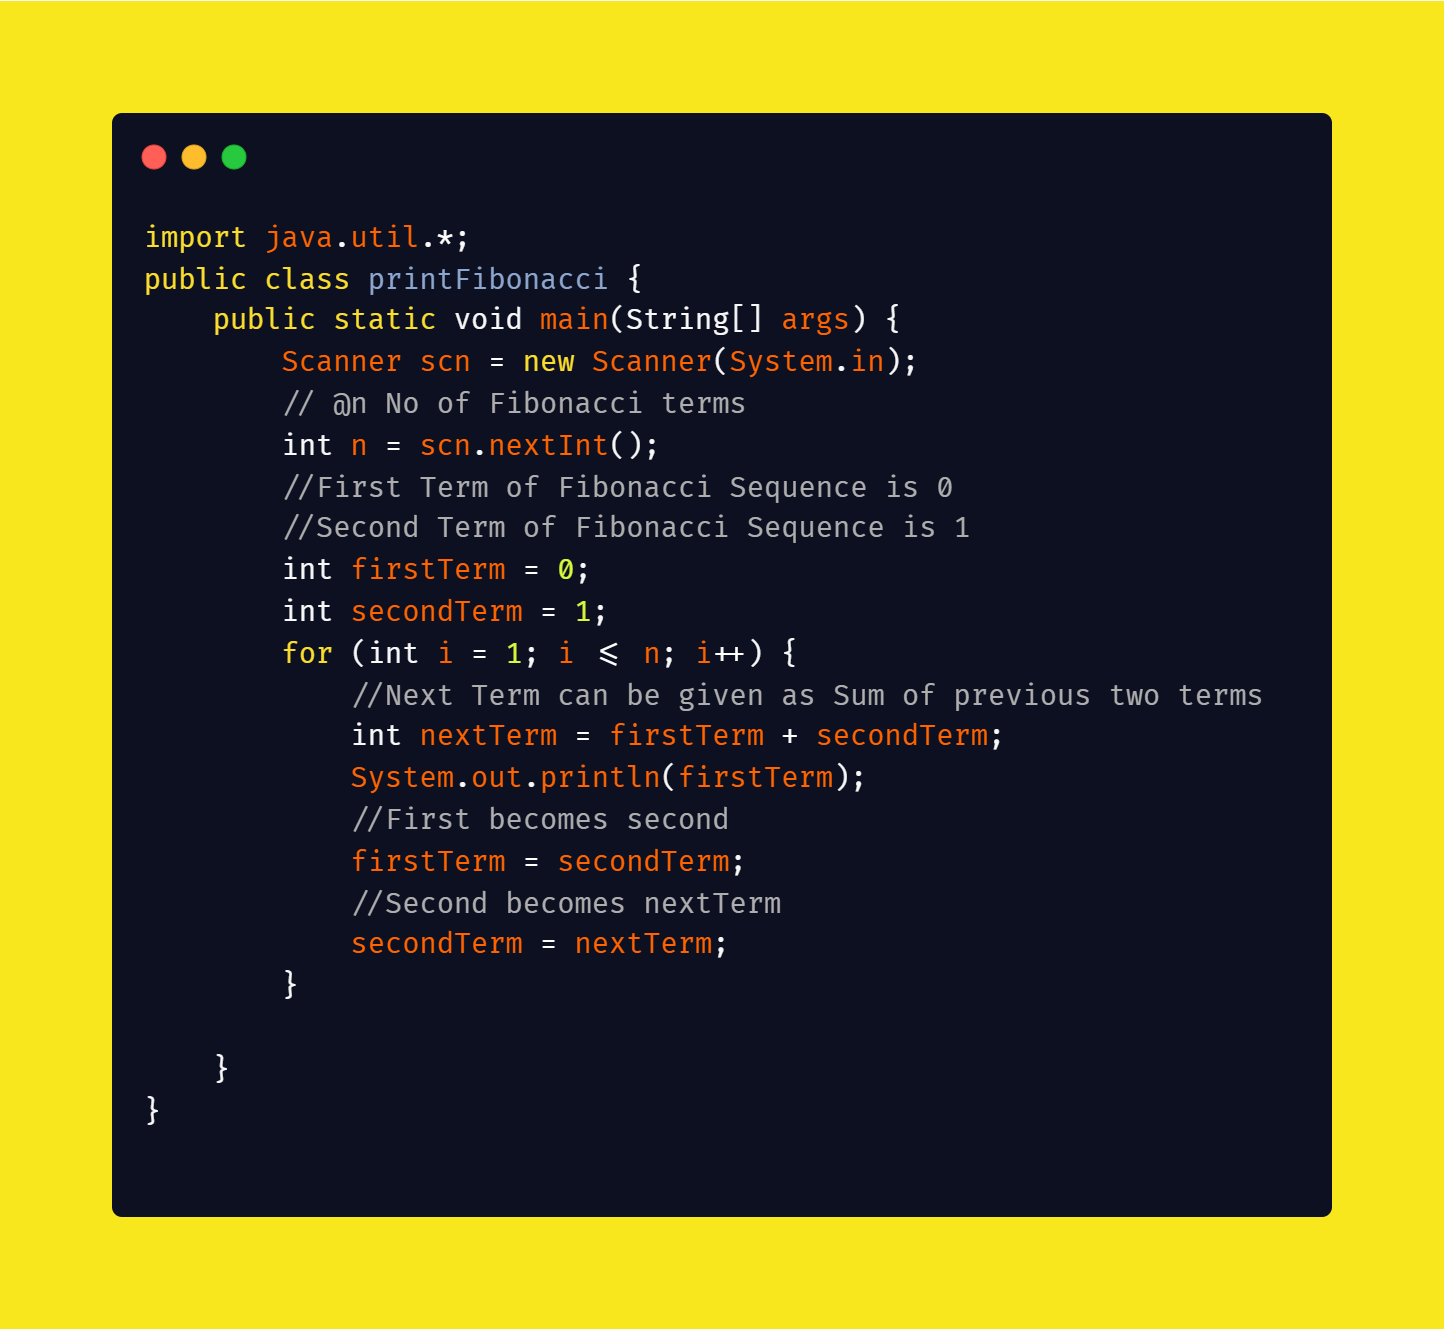 import java.util.*;
public class printFibonacci {
    public static void main(String[] args) {
        Scanner scn = new Scanner(System.in);
        // @n No of Fibonacci terms
        int n = scn.nextInt();
        //First Term of Fibonacci Sequence is 0
        //Second Term of Fibonacci Sequence is 1
        int firstTerm = 0;
        int secondTerm = 1;
        for (int i = 1; i <= n; i++) {
            //Next Term can be given as Sum of previous two terms
            int nextTerm = firstTerm + secondTerm;
            System.out.println(firstTerm);
            //First becomes second
            firstTerm = secondTerm;
            //Second becomes nextTerm
            secondTerm = nextTerm;
        }
    }
}